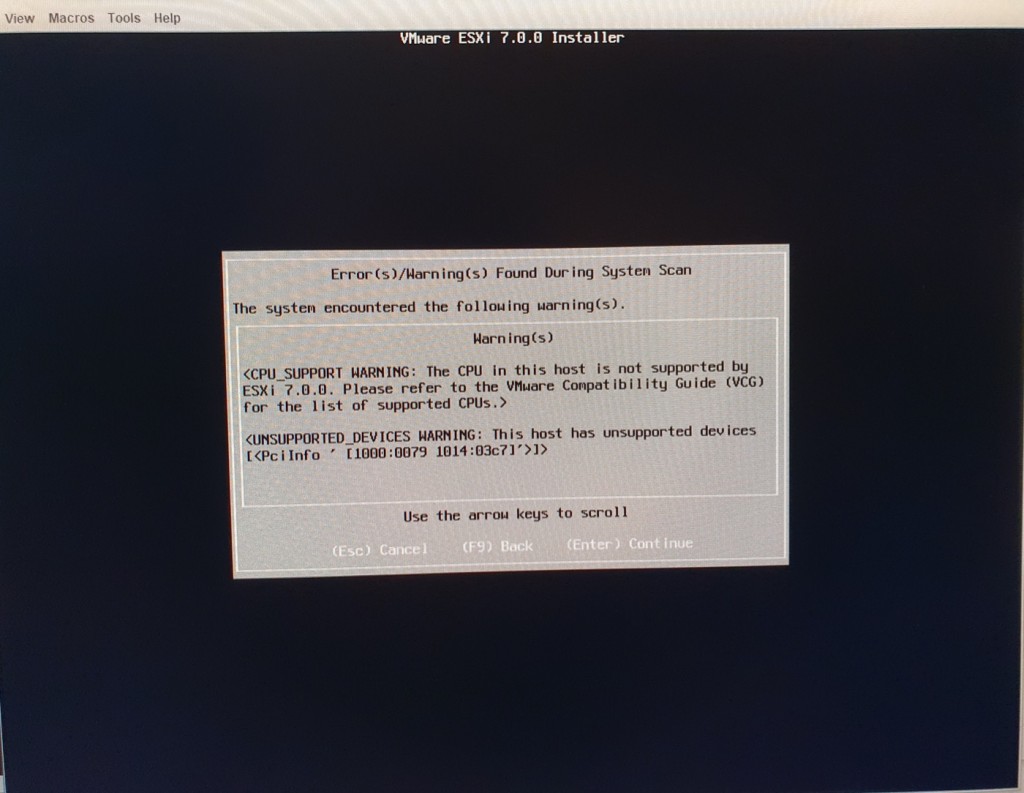 View Macros Tools Help
VMware ESXi 7.0.0 Installer
Error(s)/Warning(s) Found During System Scan
The system encountered the following warning(s).
Warning(s)
<CPU_SUPPORT WARNING: The CPU in this host is not supported by
ESXi 7.0.0. Please refer to the VMware Compatibility Guide (VCG)
for the list of supported CPUs.>
<UNSUPPORTED_DEVICES WARNING: This host has unsupported devices
[<PciInfo ' [1000:0079 1014:03c7]'>]>
Use the arrow keys to scroll
(Esc) Cancel (F9) Back (Enter) Continue